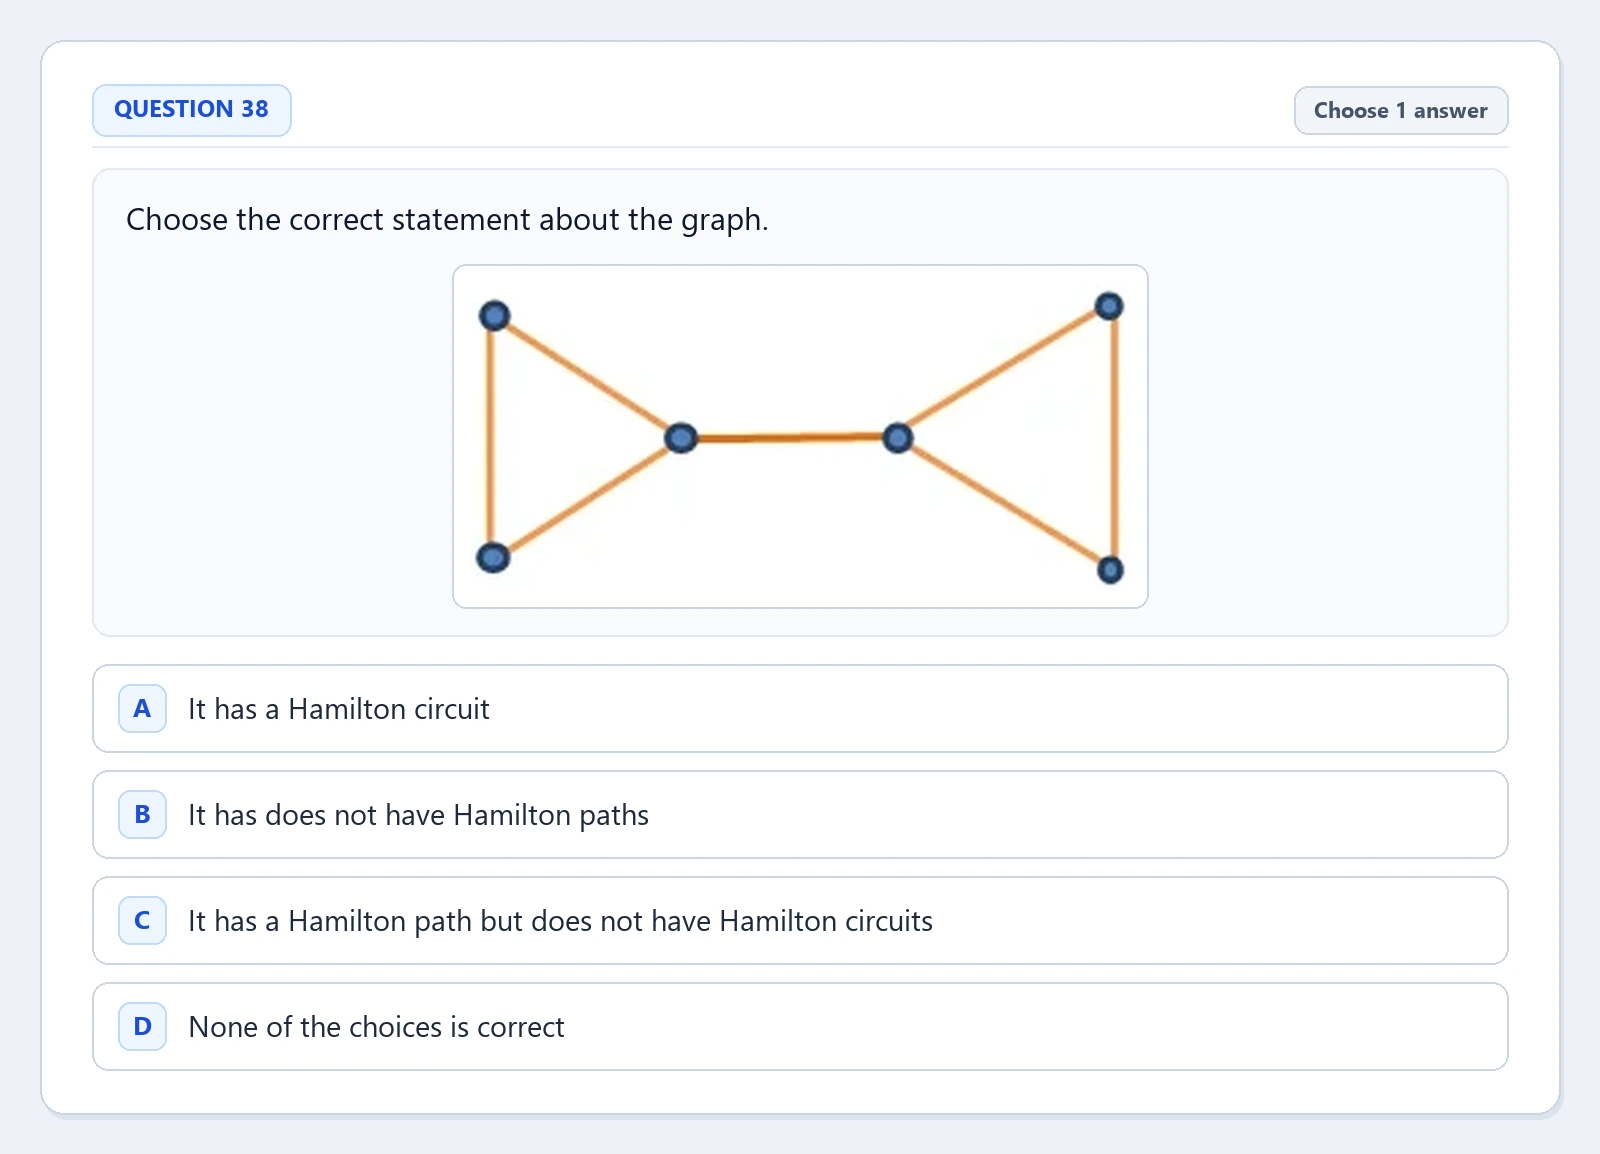 QUESTION 38
Choose 1 answer
Choose the correct statement about the graph.
A It has a Hamilton circuit
B It has does not have Hamilton paths
C It has a Hamilton path but does not have Hamilton circuits
D None of the choices is correct